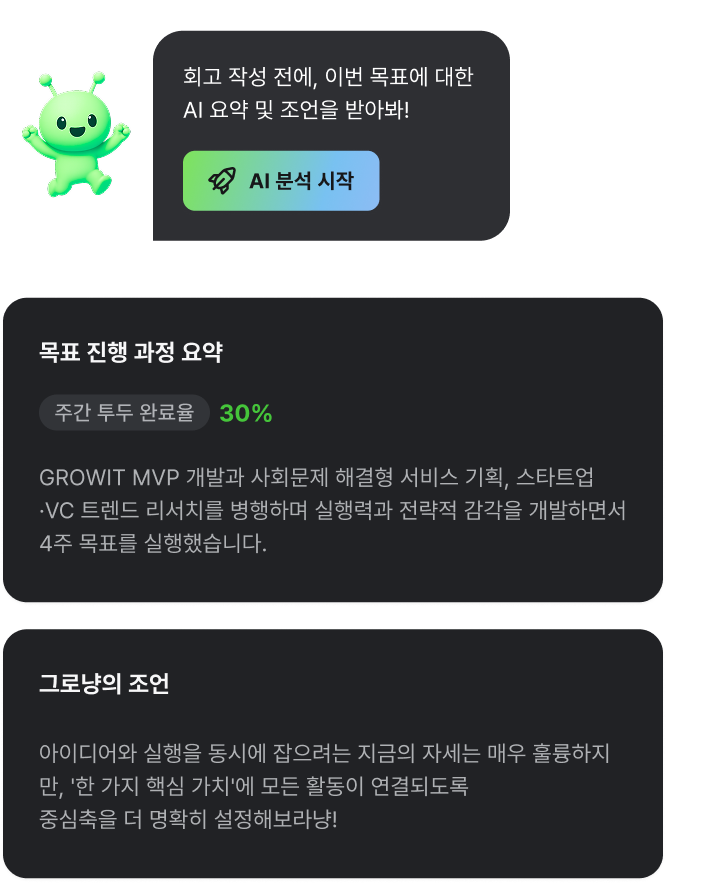 회고 작성 전에, 이번 목표에 대한
AI 요약 및 조언을 받아봐!
AI 분석 시작
목표 진행 과정 요약
주간 투두 완료율 30%
GROWIT MVP 개발과 사회문제 해결형 서비스 기획, 스타트업
·VC 트렌드 리서치를 병행하며 실행력과 전략적 감각을 개발하면서
4주 목표를 실행했습니다.
그로냥의 조언
아이디어와 실행을 동시에 잡으려는 지금의 자세는 매우 훌륭하지
만, '한 가지 핵심 가치'에 모든 활동이 연결되도록
중심축을 더 명확히 설정해보라냥!